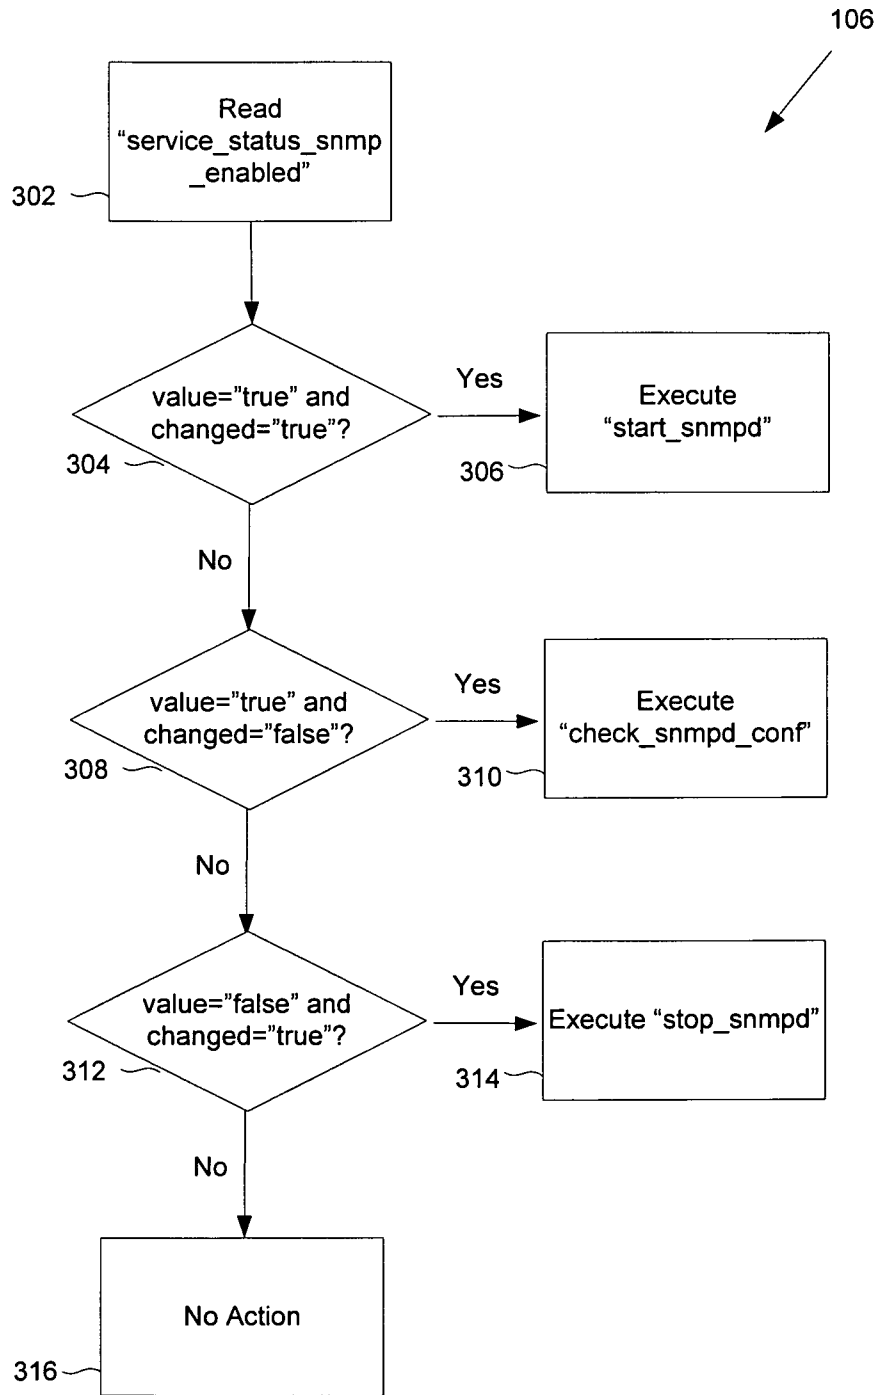 106
Read
“service_status_snmp
_enabled”
302
value=”true” and
changed=”true”?
304
Yes
Execute
“start_snmpd”
306
No
value=”true” and
changed=”false”?
308
Yes
Execute
“check_snmpd_conf”
310
No
value=”false” and
changed=”true”?
312
Yes
Execute “stop_snmpd”
314
No
No Action
316